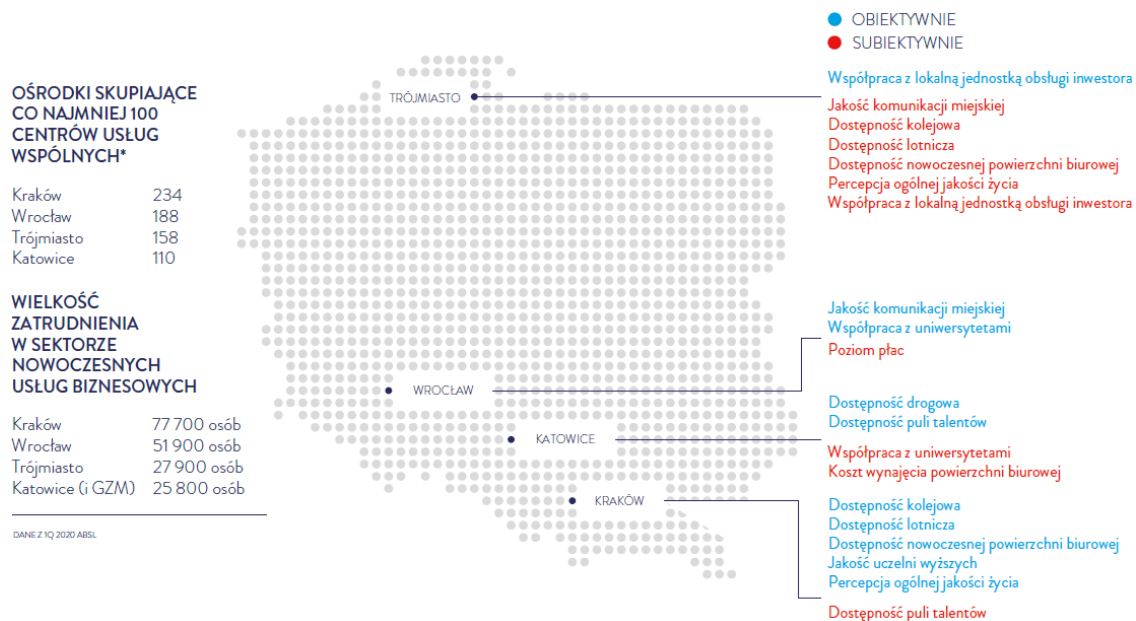 OBIEKTYWNIE
SUBIEKTYWNIE
OŚRODKI SKUPIAJĄCE
CO NAJMNIEJ 100
CENTRÓW USŁUG
WSPÓLNYCH*
Kraków 234
Wrocław 188
Trójmiasto 158
Katowice 110
WIELKOŚĆ
ZATRUDNIENIA
W SEKTORZE
NOWOCZESNYCH
USŁUG BIZNESOWYCH
Kraków 77 700 osób
Wrocław 51 900 osób
Trójmiasto 27 900 osób
Katowice (i GZM) 25 800 osób
DANE Z 1Q 2020 ABSL
TRÓJMIASTO
Współpraca z lokalną jednostką obsługi inwestora
Jakość komunikacji miejskiej
Dostępność kolejowa
Dostępność lotnicza
Dostępność nowoczesnej powierzchni biurowej
Percepcja ogólnej jakości życia
Współpraca z lokalną jednostką obsługi inwestora
WROCŁAW
Jakość komunikacji miejskiej
Współpraca z uniwersytetami
Poziom płac
KATOWICE
Dostępność drogowa
Dostępność puli talentów
Współpraca z uniwersytetami
Koszt wynajęcia powierzchni biurowej
KRAKÓW
Dostępność kolejowa
Dostępność lotnicza
Dostępność nowoczesnej powierzchni biurowej
Jakość uczelni wyższych
Percepcja ogólnej jakości życia
Dostępność puli talentów